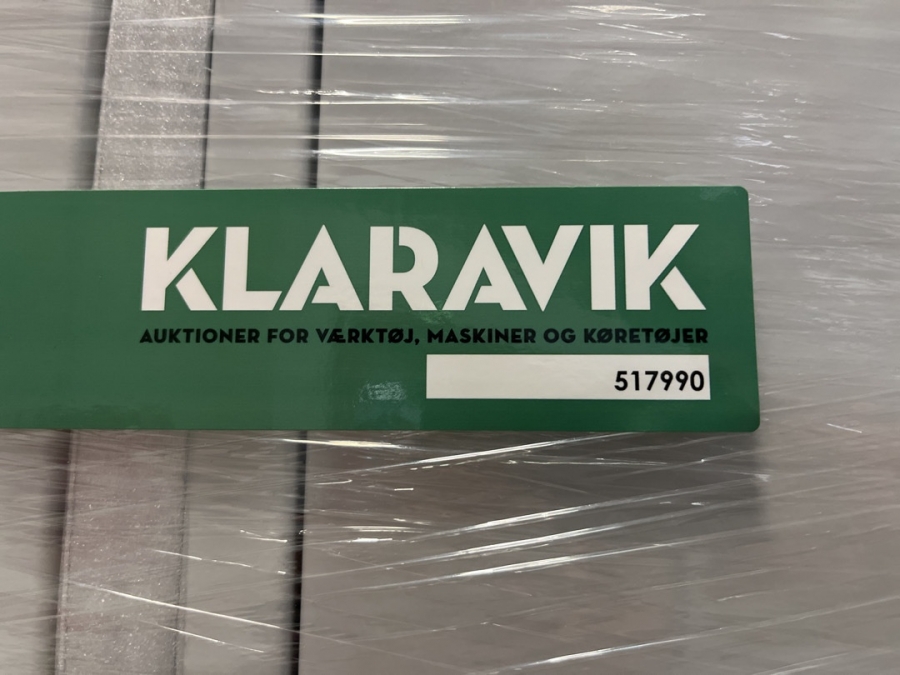 KLARAVIK
AUKTIONER FOR VÆRKTØJ, MASKINER OG KØRETØJER
517990